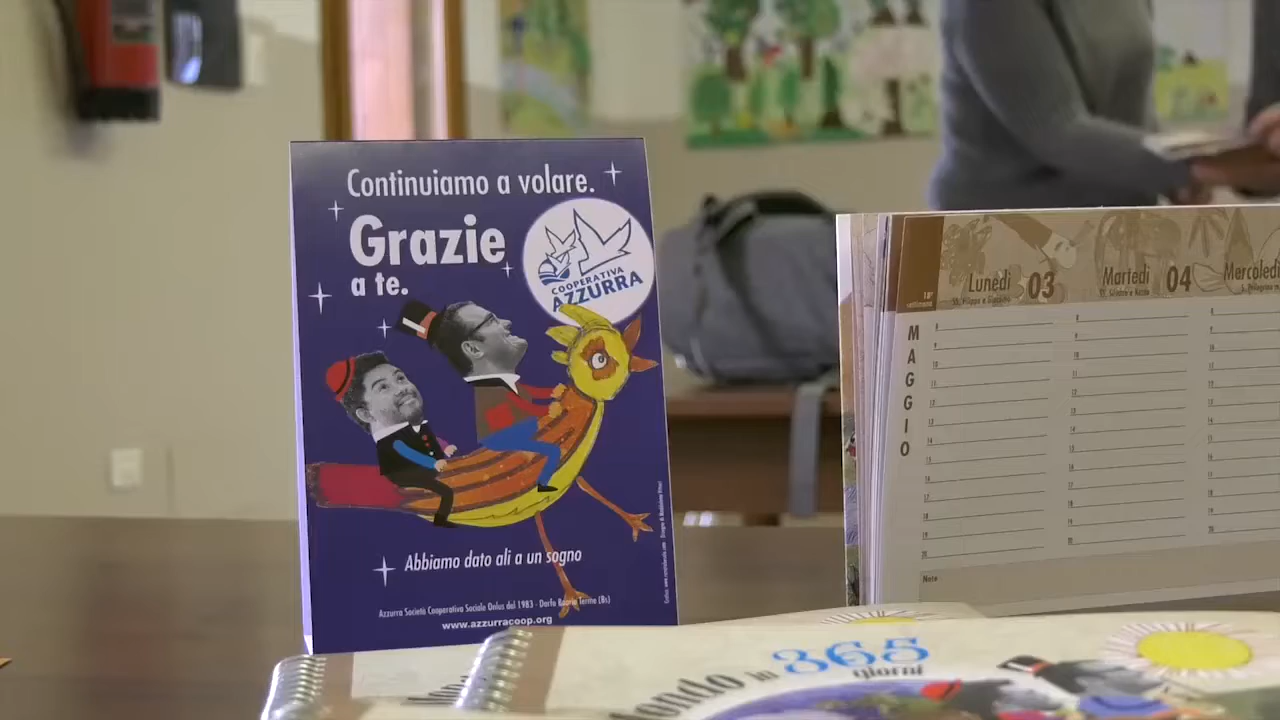 Continuiamo a volare.
Grazie
a te.
COOPERATIVA
AZZURRA
Abbiamo dato ali a un sogno
Azzurra Società Cooperativa Sociale Onlus dal 1983 - Darfo Boario Terme (Bs)
www.azzurracoop.org
Lunedì 03
Martedì 04
Mercoledì
MAGGIO
Note
in 365
giorni